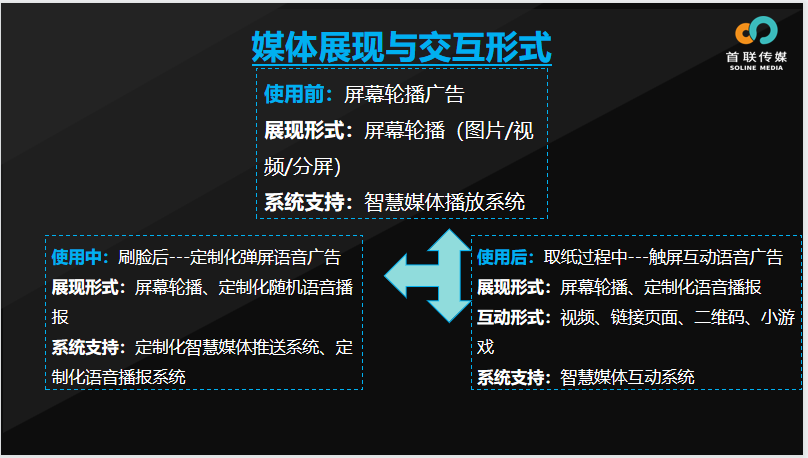 媒体展现与交互形式
首联传媒
SOLINE MEDIA
使用前：屏幕轮播广告
展现形式：屏幕轮播（图片/视
频/分屏）
系统支持：智慧媒体播放系统
使用中：刷脸后---定制化弹屏语音广告
展现形式：屏幕轮播、定制化随机语音播
报
系统支持：定制化智慧媒体推送系统、定
制化语音播报系统
使用后：取纸过程中---触屏互动语音广告
展现形式：屏幕轮播、定制化语音播报
互动形式：视频、链接页面、二维码、小游
戏
系统支持：智慧媒体互动系统